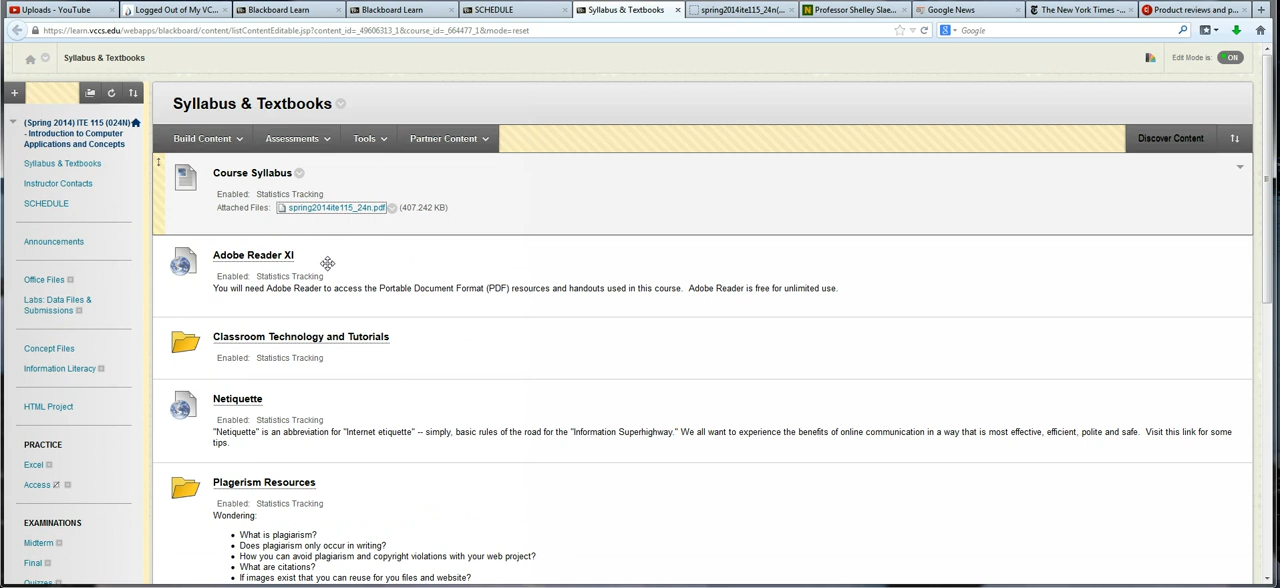 Uploads - YouTube
Logged Out of My VC...
Blackboard Learn
Blackboard Learn
SCHEDULE
Syllabus & Textbooks
spring2014ite115_24n(...
Professor Shelley Slae...
Google News
The New York Times -...
Product reviews and p...
https://learn.vccs.edu/webapps/blackboard/content/listContentEditable.jsp?content_id=_49606313_1&course_id=_664477_1&mode=reset
Google
Syllabus & Textbooks
Edit Mode is: ON
(Spring 2014) ITE 115 (024N)
- Introduction to Computer
Applications and Concepts
Syllabus & Textbooks
Instructor Contacts
SCHEDULE
Announcements
Office Files
Labs: Data Files &
Submissions
Concept Files
Information Literacy
HTML Project
PRACTICE
Excel
Access
EXAMINATIONS
Midterm
Final
Quizzes
Syllabus & Textbooks
Build Content
Assessments
Tools
Partner Content
Discover Content
Course Syllabus
Enabled: Statistics Tracking
Attached Files: spring2014ite115_24n.pdf (407.242 KB)
Adobe Reader XI
Enabled: Statistics Tracking
You will need Adobe Reader to access the Portable Document Format (PDF) resources and handouts used in this course. Adobe Reader is free for unlimited use.
Classroom Technology and Tutorials
Enabled: Statistics Tracking
Netiquette
Enabled: Statistics Tracking
"Netiquette" is an abbreviation for "Internet etiquette" -- simply, basic rules of the road for the "Information Superhighway." We all want to experience the benefits of online communication in a way that is most effective, efficient, polite and safe. Visit this link for some
tips.
Plagerism Resources
Enabled: Statistics Tracking
Wondering:
• What is plagiarism?
• Does plagiarism only occur in writing?
• How you can avoid plagiarism and copyright violations with your web project?
• What are citations?
• If images exist that you can reuse for you files and website?